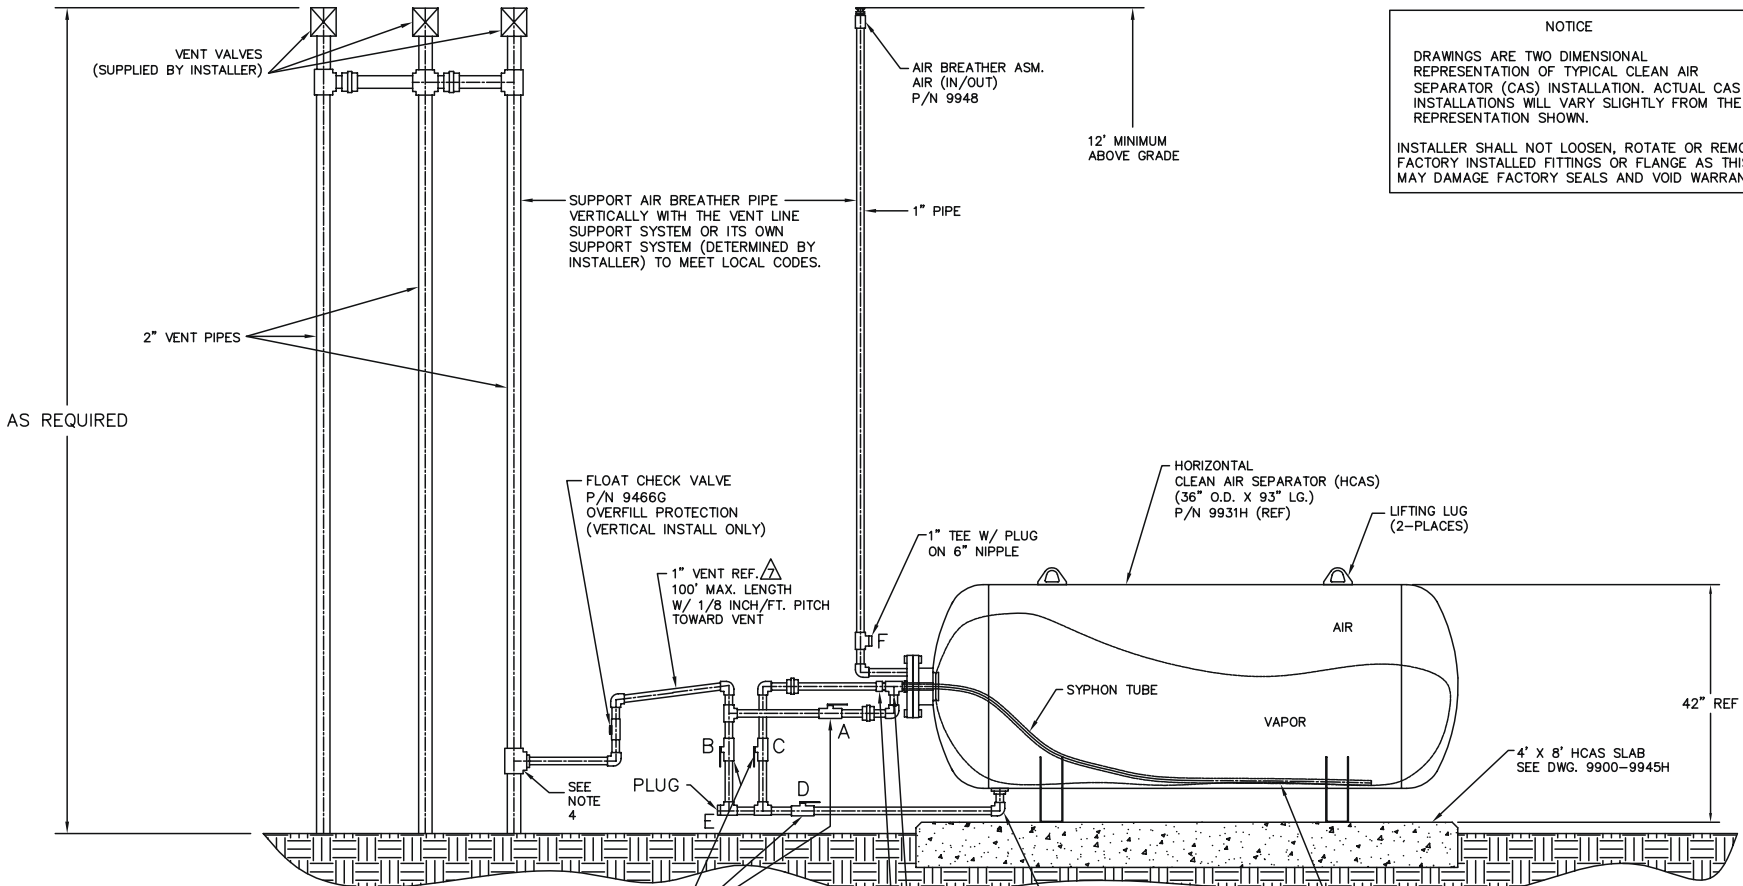 NOTICE
DRAWINGS ARE TWO DIMENSIONAL
REPRESENTATION OF TYPICAL CLEAN AIR
SEPARATOR (CAS) INSTALLATION. ACTUAL CAS
INSTALLATIONS WILL VARY SLIGHTLY FROM THE
REPRESENTATION SHOWN.
INSTALLER SHALL NOT LOOSEN, ROTATE OR REMO
FACTORY INSTALLED FITTINGS OR FLANGE AS THIS
MAY DAMAGE FACTORY SEALS AND VOID WARRAN
VENT VALVES
(SUPPLIED BY INSTALLER)
AIR BREATHER ASM.
AIR (IN/OUT)
P/N 9948
12' MINIMUM
ABOVE GRADE
SUPPORT AIR BREATHER PIPE
VERTICALLY WITH THE VENT LINE
SUPPORT SYSTEM OR ITS OWN
SUPPORT SYSTEM (DETERMINED BY
INSTALLER) TO MEET LOCAL CODES.
1" PIPE
2" VENT PIPES
AS REQUIRED
FLOAT CHECK VALVE
P/N 9466G
OVERFILL PROTECTION
(VERTICAL INSTALL ONLY)
HORIZONTAL
CLEAN AIR SEPARATOR (HCAS)
(36" O.D. X 93" LG.)
P/N 9931H (REF)
LIFTING LUG
(2-PLACES)
1" TEE W/ PLUG
ON 6" NIPPLE
1" VENT REF. 7
100' MAX. LENGTH
W/ 1/8 INCH/FT. PITCH
TOWARD VENT
AIR
F
SYPHON TUBE
VAPOR
42" REF
A
B
C
4' X 8' HCAS SLAB
SEE DWG. 9900-9945H
SEE
NOTE
4
PLUG
D
E